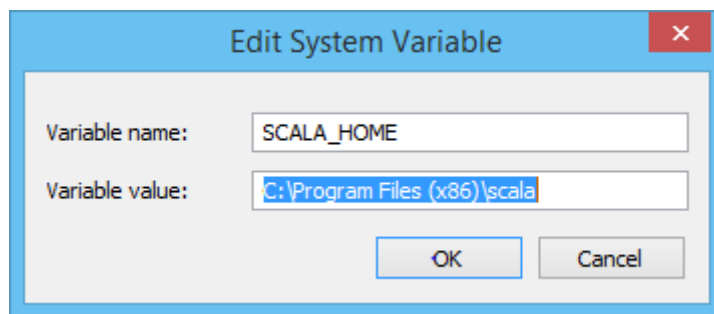 Edit System Variable
Variable name: SCALA_HOME
Variable value: C:\Program Files (x86)\scala
OK Cancel